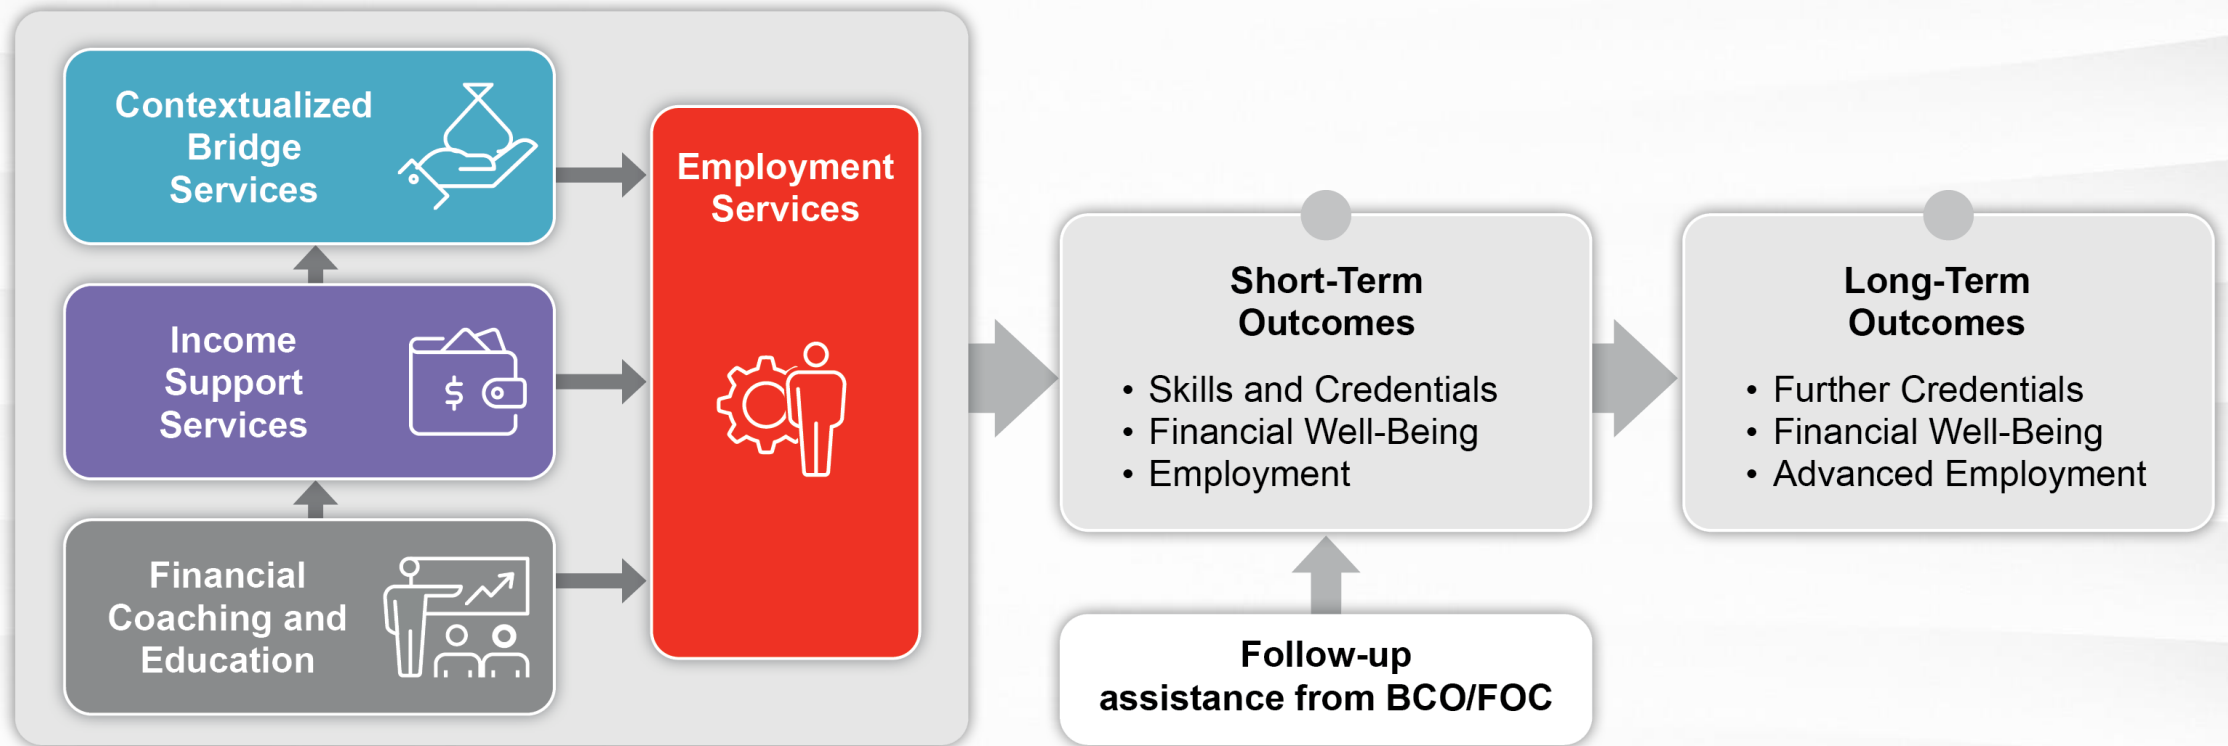 Contextualized
Bridge
Services
Income
Support
Services
$
Financial
Coaching and
Education
Employment
Services
Short-Term
Outcomes
• Skills and Credentials
• Financial Well-Being
• Employment
Follow-up
assistance from BCO/FOC
Long-Term
Outcomes
• Further Credentials
• Financial Well-Being
• Advanced Employment